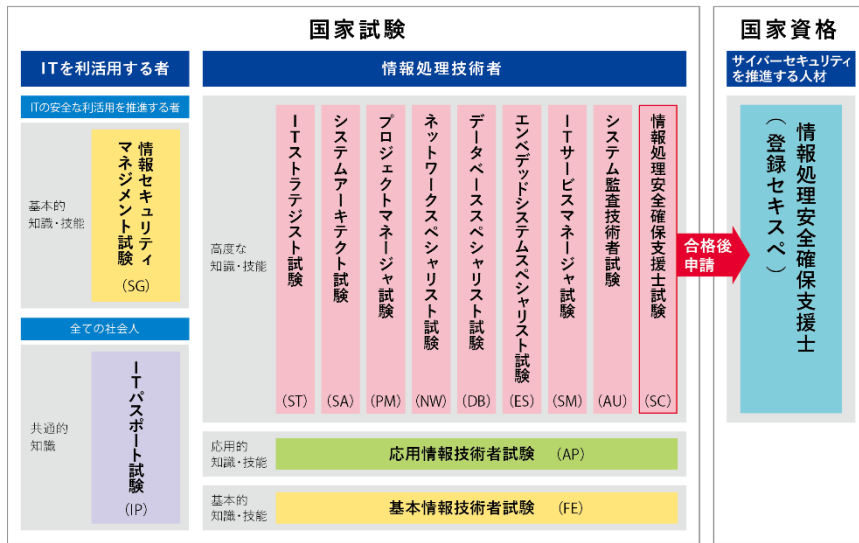 国家試験
ITを利活用する者
ITの安全な利活用を推進する者
基本的
知識・技能
情報セキュリティ
マネジメント試験
(SG)
全ての社会人
共通的
知識
ITパスポート試験
(IP)
情報処理技術者
高度な
知識・技能
ITストラテジスト試験
(ST)
システムアーキテクト試験
(SA)
プロジェクトマネージャ試験
(PM)
ネットワークスペシャリスト試験
(NW)
データベーススペシャリスト試験
(DB)
エンベデッドシステムスペシャリスト試験
(ES)
ITサービスマネージャ試験
(SM)
システム監査技術者試験
(AU)
情報処理安全確保支援士試験
(SC)
応用的
知識・技能
応用情報技術者試験 (AP)
基本的
知識・技能
基本情報技術者試験 (FE)
合格後
申請
国家資格
サイバーセキュリティ
を推進する人材
情報処理安全確保支援士
(登録セキスペ)